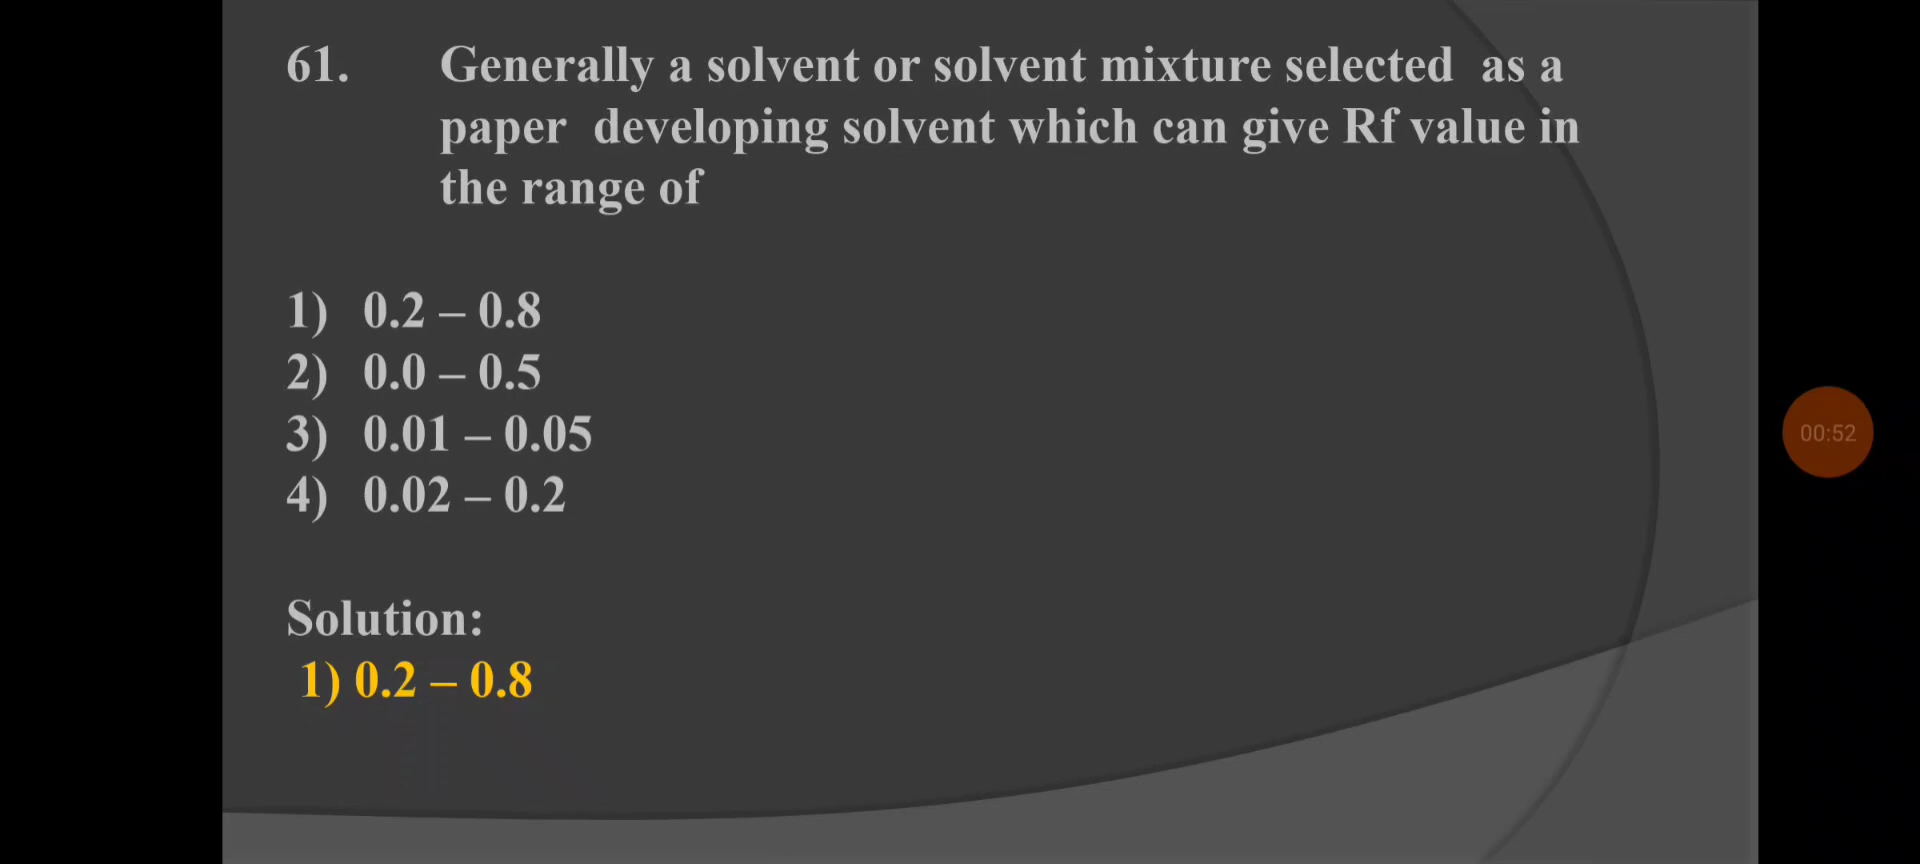 61. Generally a solvent or solvent mixture selected as a
paper developing solvent which can give Rf value in
the range of
1) 0.2 – 0.8
2) 0.0 – 0.5
3) 0.01 – 0.05
4) 0.02 – 0.2
Solution:
1) 0.2 – 0.8
00:52